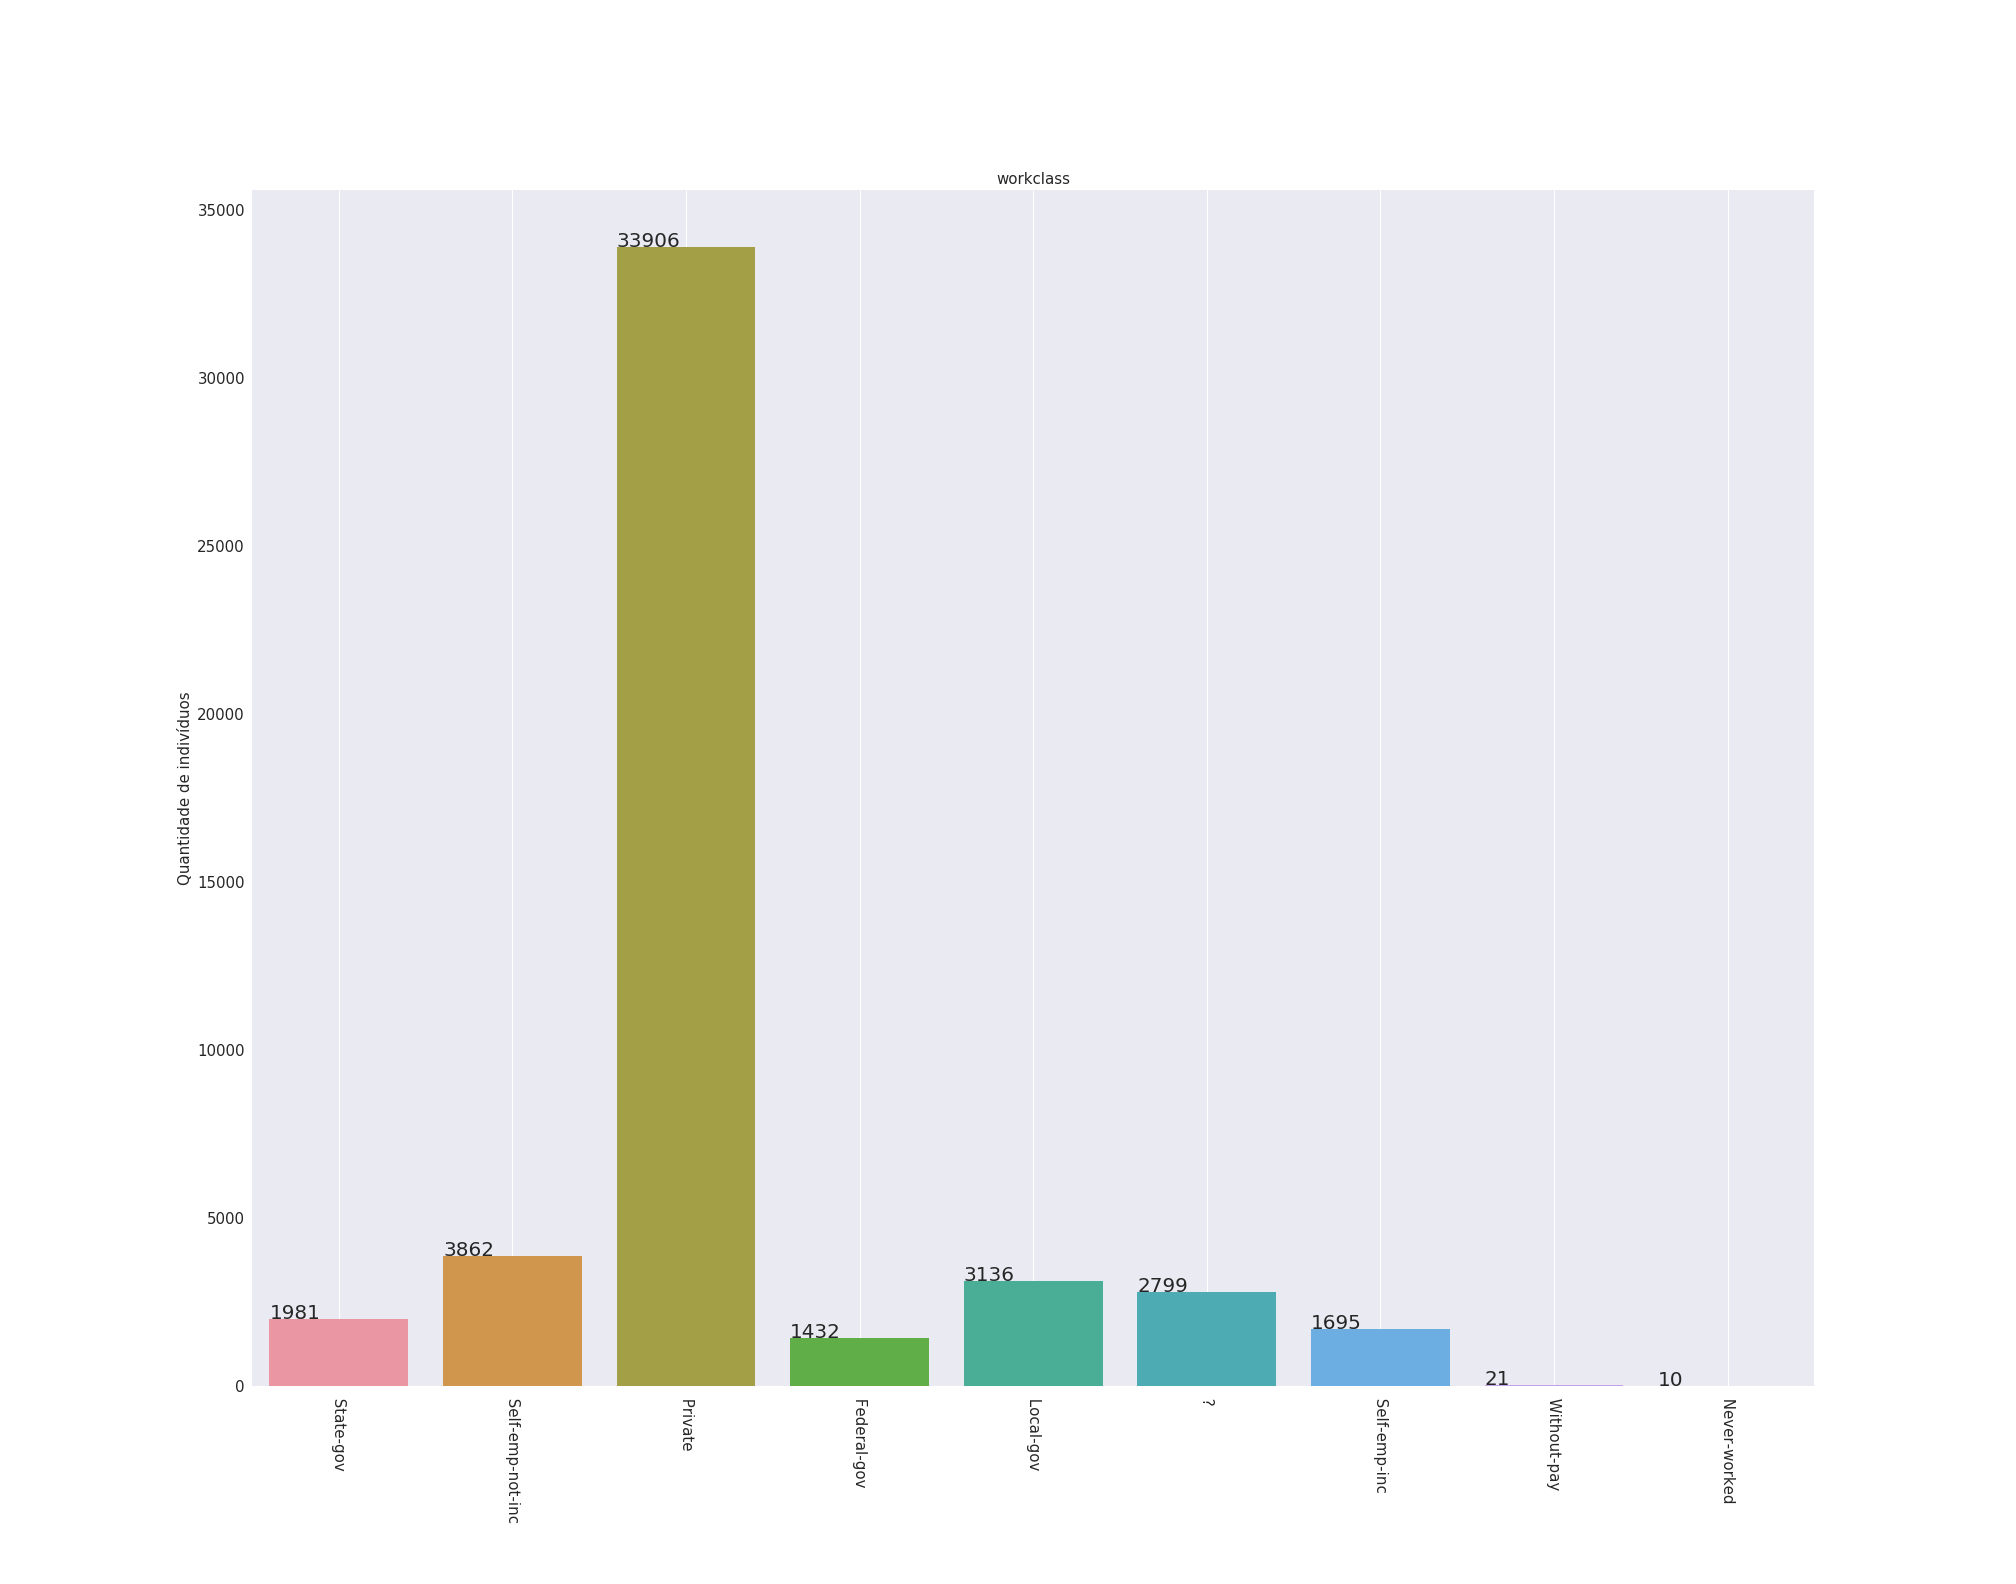 workclass
Quantidade de indivíduos
35000
30000
25000
20000
15000
10000
5000
0
1981
3862
33906
1432
3136
2799
1695
21
10
State-gov
Self-emp-not-inc
Private
Federal-gov
Local-gov
?
Self-emp-inc
Without-pay
Never-worked